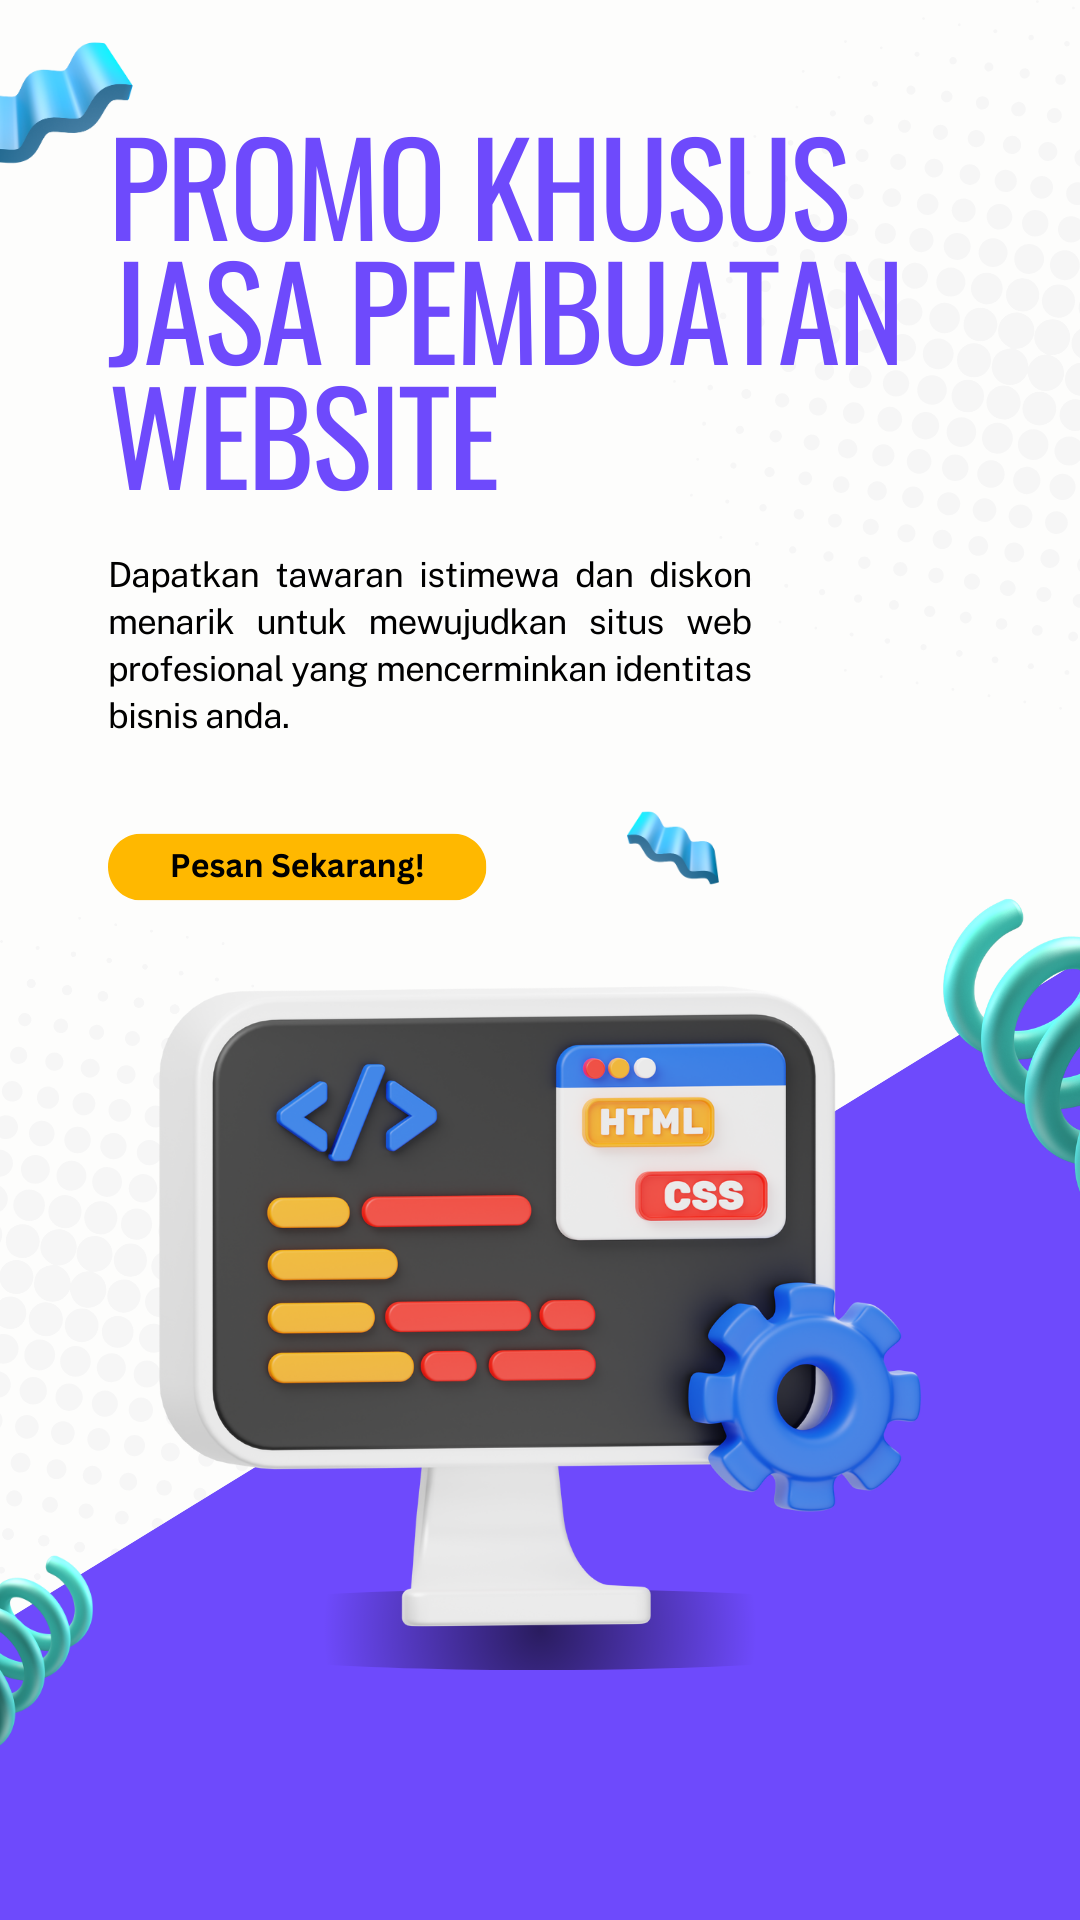 PROMO KHUSUS
JASA PEMBUATAN
WEBSITE
Dapatkan tawaran istimewa dan diskon
menarik untuk mewujudkan situs web
profesional yang mencerminkan identitas
bisnis anda.
Pesan Sekarang!
</>
HTML
CSS